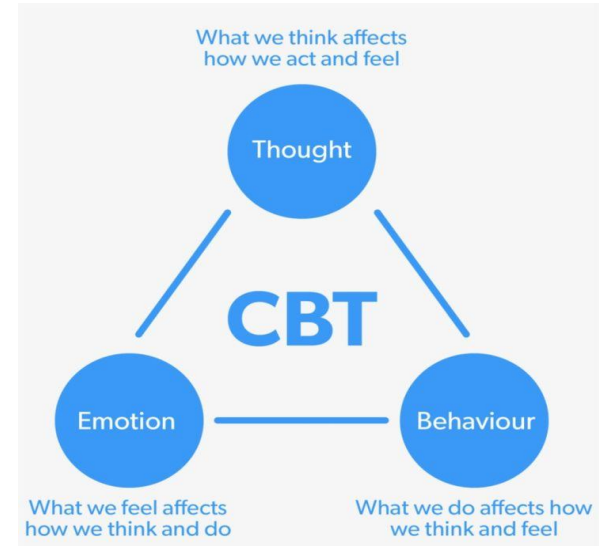 What we think affects
how we act and feel
Thought
CBT
Emotion
Behaviour
What we feel affects
how we think and do
What we do affects how
we think and feel